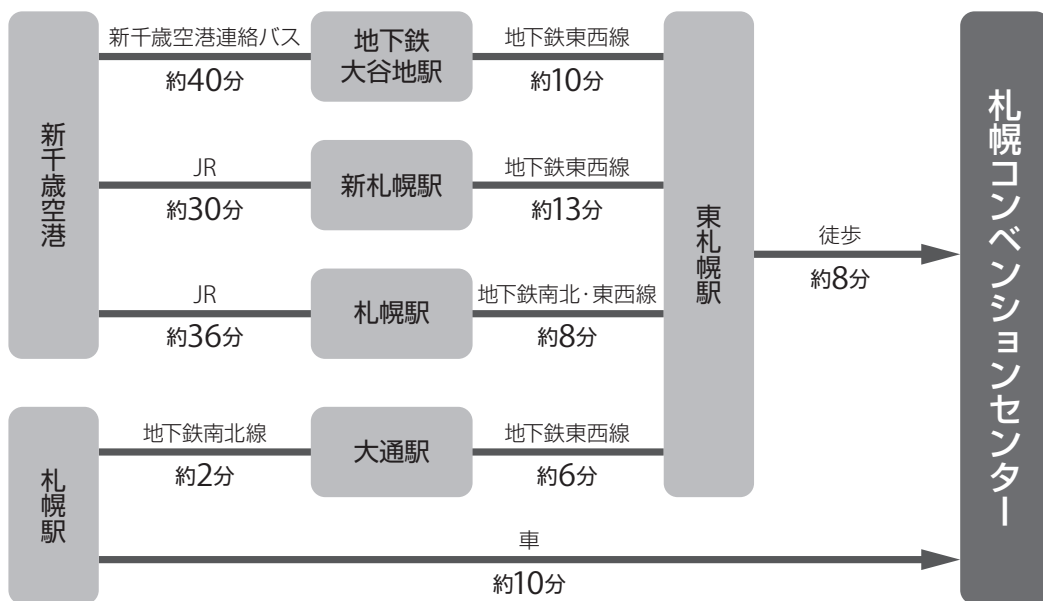 新千歳空港
新千歳空港連絡バス
約40分
地下鉄
大谷地駅
地下鉄東西線
約10分
JR
約30分
新札幌駅
地下鉄東西線
約13分
JR
約36分
札幌駅
地下鉄南北・東西線
約8分
東札幌駅
徒歩
約8分
札幌コンベンションセンター
札幌駅
地下鉄南北線
約2分
大通駅
地下鉄東西線
約6分
車
約10分